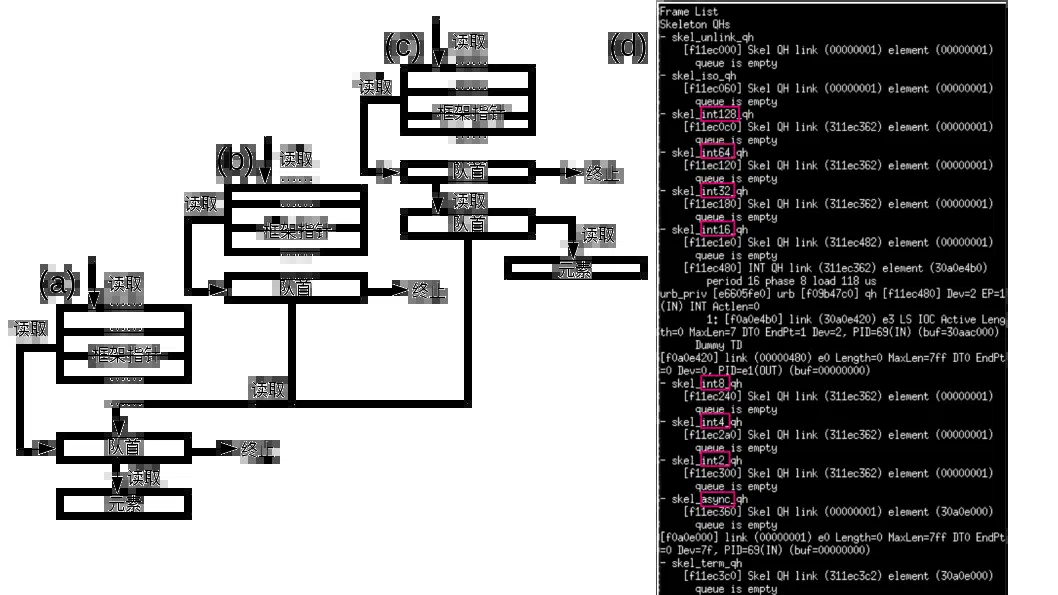 (c)
读取
……
读取
……
框架指针
……
队首
终止
读取
队首
读取
元素
(b)
读取
……
读取
……
框架指针
……
队首
终止
(a)
读取
……
读取
……
框架指针
……
读取
……
队首
终止
读取
元素
(d)
Frame List
Skeleton QHs
- skel_unlink_qh
[f11ec000] Skel QH link (00000001) element (00000001)
queue is empty
- skel_iso_qh
[f11ec060] Skel QH link (00000001) element (00000001)
queue is empty
- skel_int128_qh
[f11ec0c0] Skel QH link (311ec362) element (00000001)
queue is empty
- skel_int64_qh
[f11ec120] Skel QH link (311ec362) element (00000001)
queue is empty
- skel_int32_qh
[f11ec180] Skel QH link (311ec362) element (00000001)
queue is empty
- skel_int16_qh
[f11ec1e0] Skel QH link (311ec482) element (00000001)
queue is empty
[f11ec480] INT QH link (311ec362) element (30a0e4b0)
period 16 phase 8 load 118 us
urb_priv [e6605fe0] urb [f09b47c0] qh [f11ec480] Dev=2 EP=1
(IN) INT Actlen=0
1: [f0a0e4b0] link (30a0e420) e3 LS IOC Active Leng
th=0 MaxLen=7 DT0 EndPt=1 Dev=2, PID=69(IN) (buf=30aac000)
Dummy TD
[f0a0e420] link (00000480) e0 Length=0 MaxLen=7ff DT0 EndPt
=0 Dev=0, PID=e1(OUT) (buf=00000000)
- skel_int8_qh
[f11ec240] Skel QH link (311ec362) element (00000001)
queue is empty
- skel_int4_qh
[f11ec2a0] Skel QH link (311ec362) element (00000001)
queue is empty
- skel_int2_qh
[f11ec300] Skel QH link (311ec362) element (00000001)
queue is empty
- skel_async_qh
[f11ec360] Skel QH link (00000001) element (30a0e000)
queue is empty
[f0a0e000] link (00000001) e0 Length=0 MaxLen=7ff DT0 EndPt
=0 Dev=7f, PID=69(IN) (buf=00000000)
- skel_term_qh
[f11ec3c0] Skel QH link (311ec3c2) element (30a0e000)
queue is empty